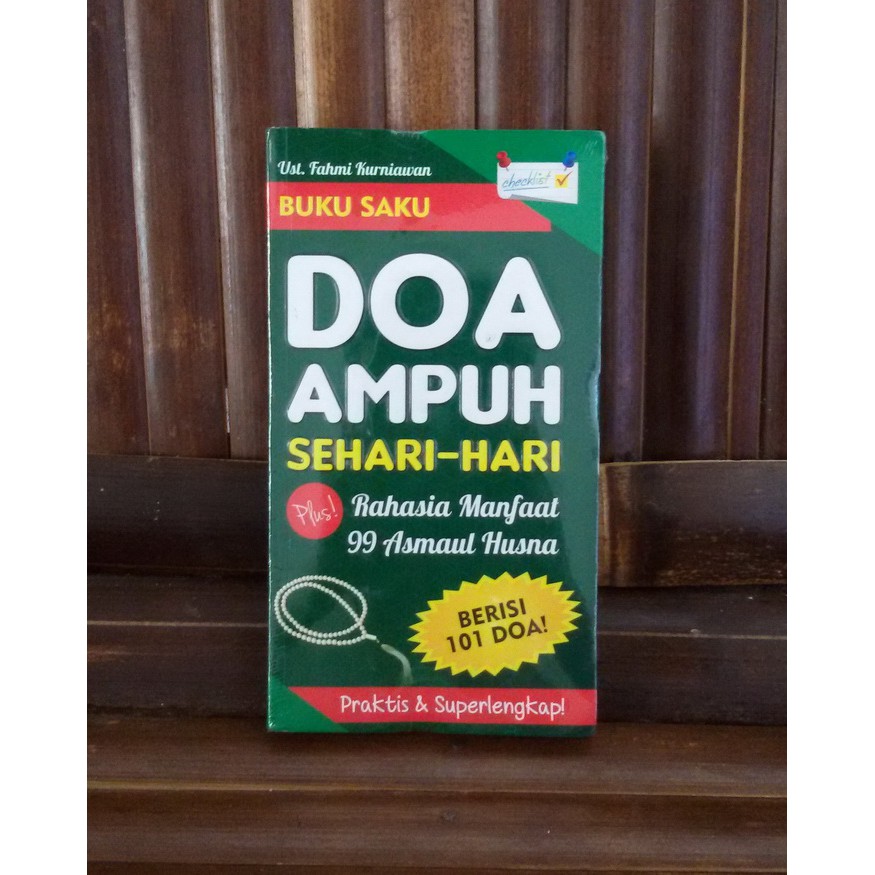 Ust. Fahmi Kurniawan
checklist
BUKU SAKU
DOA
AMPUH
SEHARI-HARI
Plus!
Rahasia Manfaat
99 Asmaul Husna
BERISI
101 DOA!
Praktis & Superlengkap!